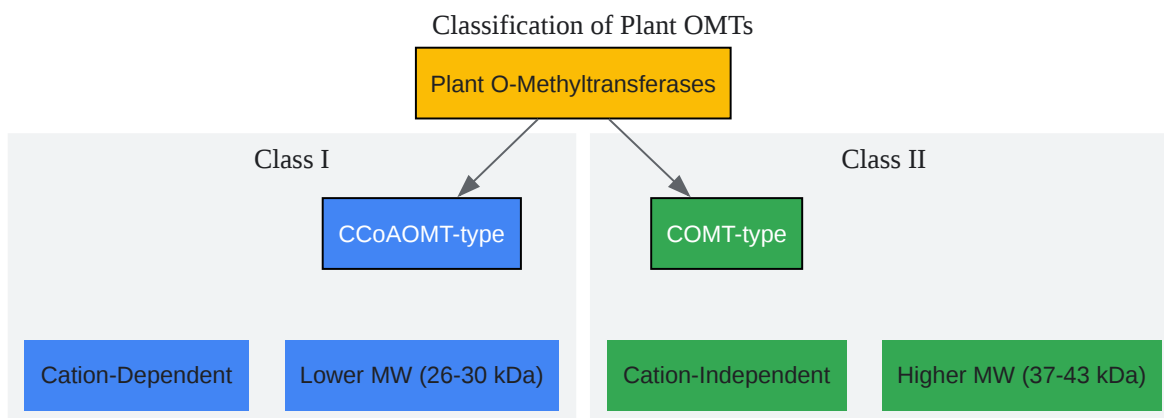 Classification of Plant OMTs
Plant O-Methyltransferases
Class I
Class II
CCoAOMT-type
COMT-type
Cation-Dependent
Lower MW (26-30 kDa)
Cation-Independent
Higher MW (37-43 kDa)